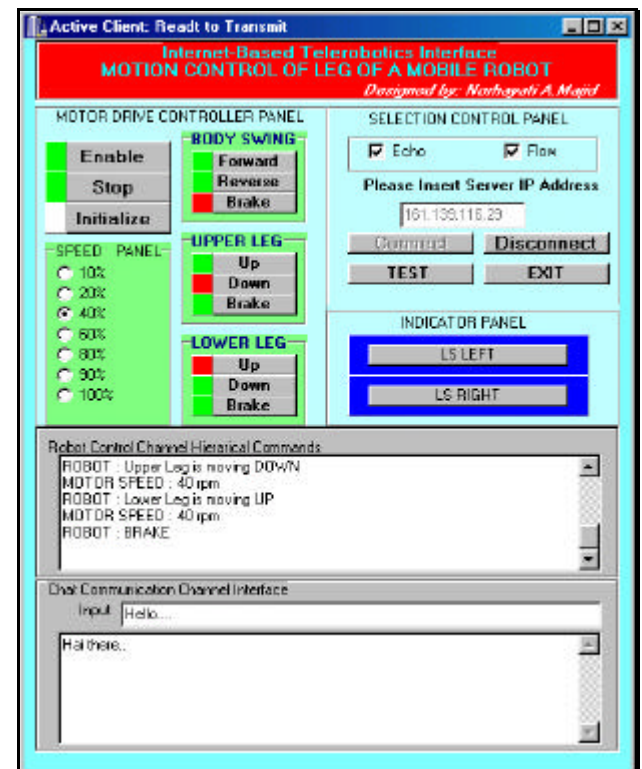 Active Client: Readt to Transmit
Internet-Based Telerobotics Interface
MOTION CONTROL OF LEG OF A MOBILE ROBOT
Designed by: Norhayati A. Majid
MOTOR DRIVE CONTROLLER PANEL
Enable
Stop
Initialize
SPEED PANEL
10%
20%
40%
60%
80%
90%
100%
BODY SWING
Forward
Reverse
Brake
UPPER LEG
Up
Down
Brake
LOWER LEG
Up
Down
Brake
SELECTION CONTROL PANEL
Echo
Flow
Please Insert Server IP Address
161.139.116.29
Disconnect
TEST
EXIT
INDICATOR PANEL
LS LEFT
LS RIGHT
Robot Control Channel Hierarical Commands
ROBOT : Upper Leg is moving DOWN
MOTOR SPEED : 40 rpm
ROBOT : Lower Leg is moving UP
MOTOR SPEED : 40 rpm
ROBOT : BRAKE
Chat Communication Channel Interface
Input
Hello....
Hai there..